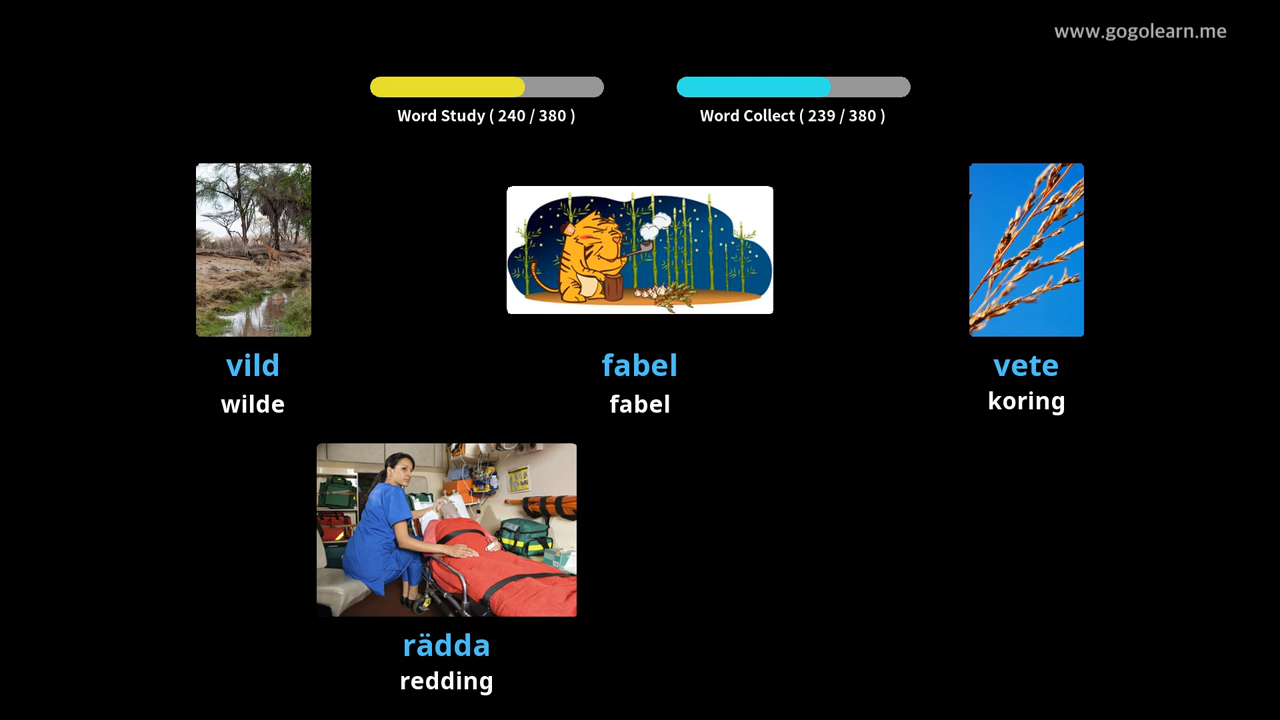 www.gogolearn.me
Word Study ( 240 / 380 )
Word Collect ( 239 / 380 )
vild
wilde
fabel
fabel
vete
koring
rädda
redding